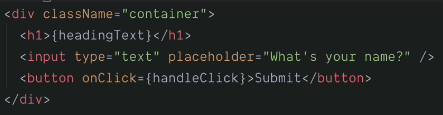 <div className="container">
<h1>{headingText}</h1>
<input type="text" placeholder="What's your name?" />
<button onClick={handleClick}>Submit</button>
</div>